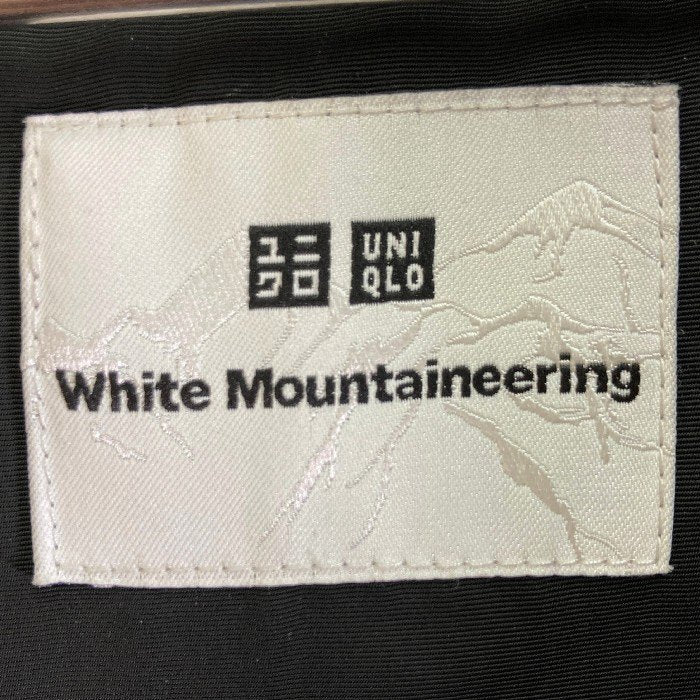 ユニ UNI
クロ QLO
White Mountaineering